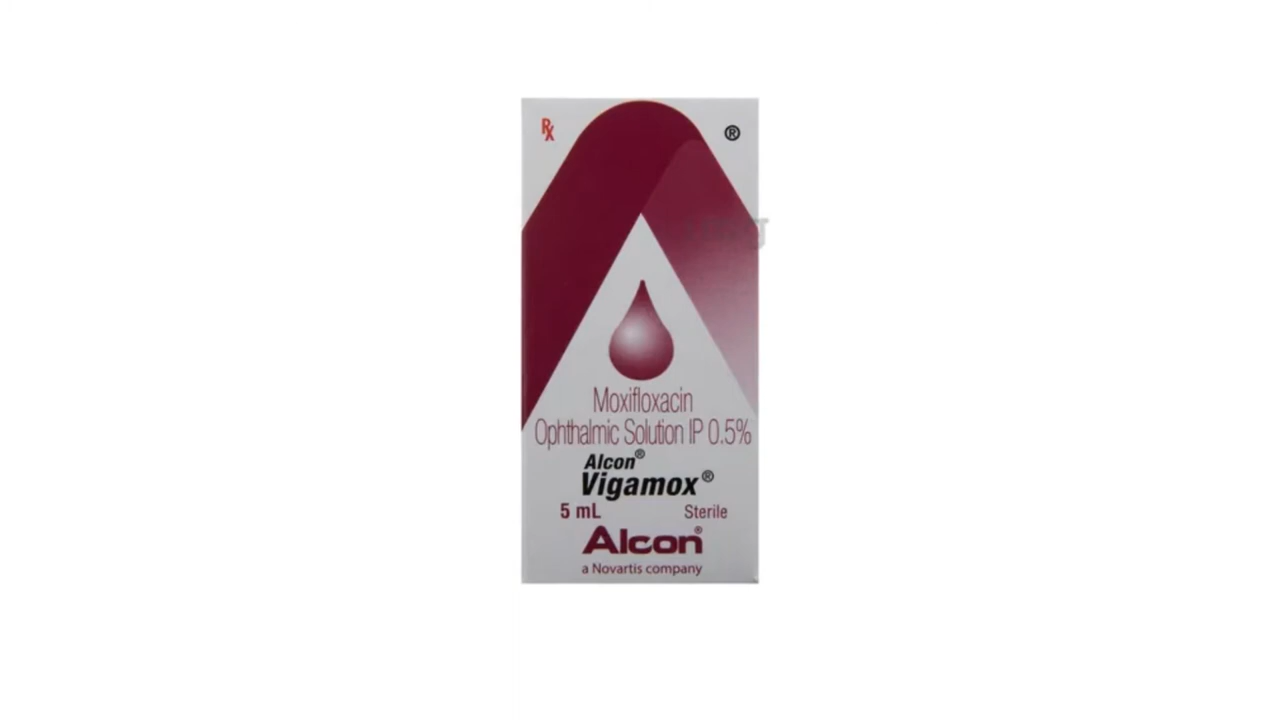 Rx
®
Moxifloxacin
Ophthalmic Solution IP 0.5%
Alcon®
Vigamox®
5 mL Sterile
Alcon®
a Novartis company